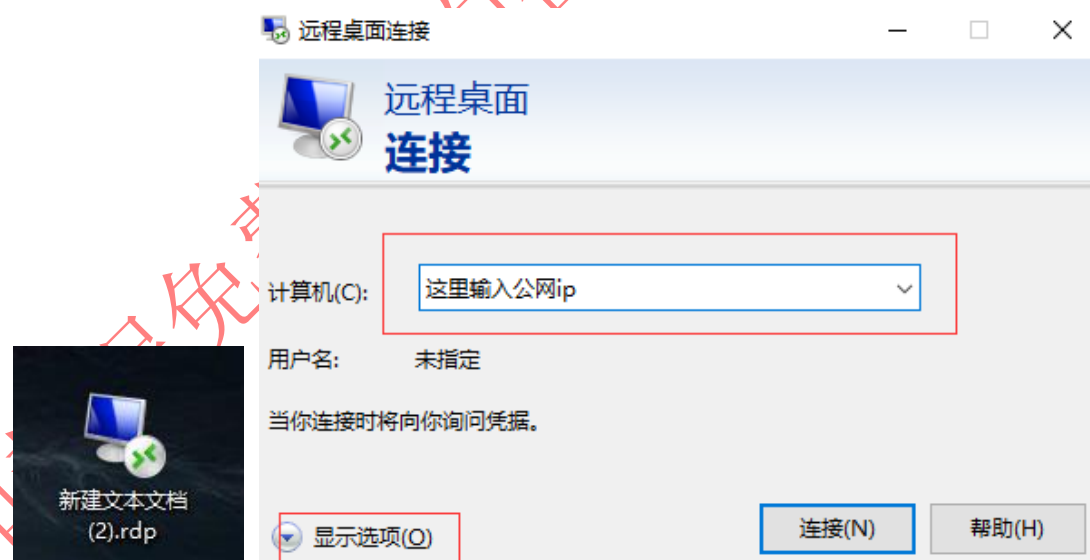 远程桌面连接
远程桌面
连接
计算机(C):
这里输入公网ip
用户名:
未指定
当你连接时将向你询问凭据。
新建文本文档
(2).rdp
显示选项(O)
连接(N)
帮助(H)